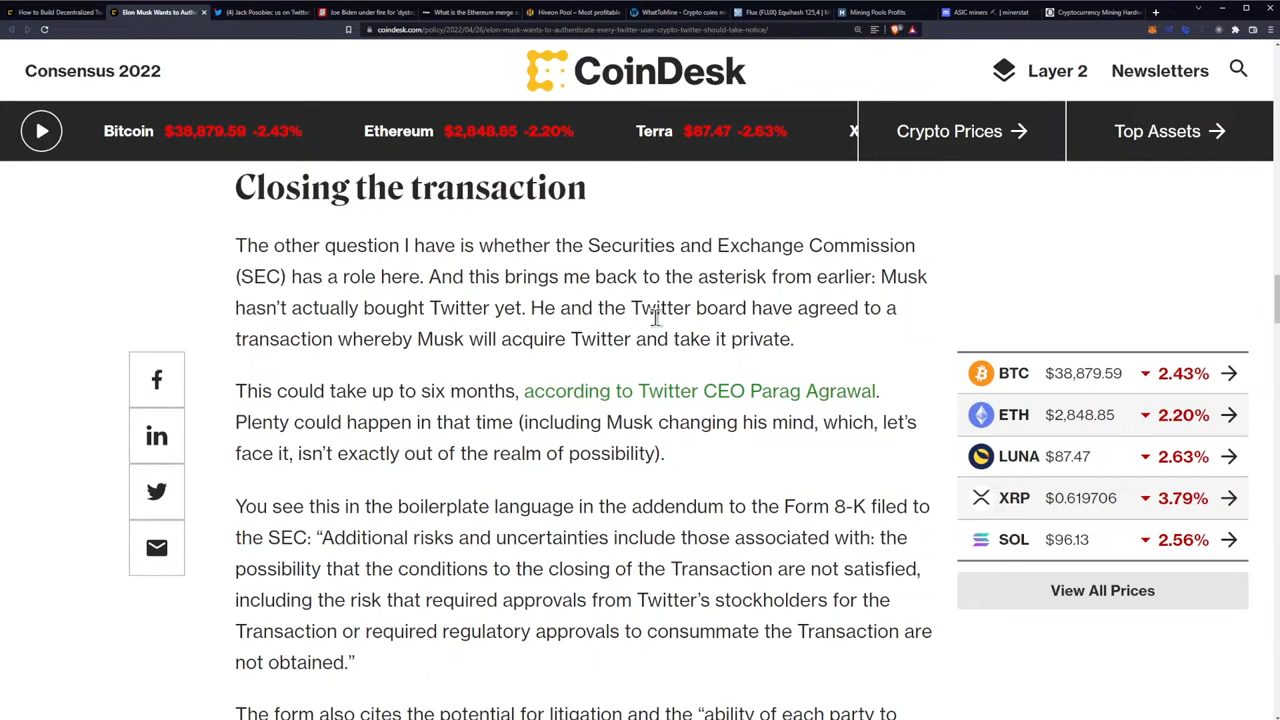 How to Build Decentralized Tw
Elon Musk Wants to Auth
(4) Jack Posobiec us on Twitter
Joe Biden under fire for 'dysto
What is the Ethereum merge a
Hiveon Pool – Most profitable
WhatToMine - Crypto coins m
Flux (FLUX) Equihash 125,4 | M
Mining Pools Profits
ASIC miners | minerstat
Cryptocurrency Mining Hardw
coindesk.com/policy/2022/04/26/elon-musk-wants-to-authenticate-every-twitter-user-crypto-twitter-should-take-notice/
Consensus 2022
CoinDesk
Layer 2
Newsletters
Bitcoin $38,879.59 -2.43%
Ethereum $2,848.85 -2.20%
Terra $87.47 -2.63%
X
Crypto Prices
Top Assets
Closing the transaction
The other question I have is whether the Securities and Exchange Commission
(SEC) has a role here. And this brings me back to the asterisk from earlier: Musk
hasn't actually bought Twitter yet. He and the Twitter board have agreed to a
transaction whereby Musk will acquire Twitter and take it private.
This could take up to six months, according to Twitter CEO Parag Agrawal.
Plenty could happen in that time (including Musk changing his mind, which, let's
face it, isn't exactly out of the realm of possibility).
You see this in the boilerplate language in the addendum to the Form 8-K filed to
the SEC: "Additional risks and uncertainties include those associated with: the
possibility that the conditions to the closing of the Transaction are not satisfied,
including the risk that required approvals from Twitter's stockholders for the
Transaction or required regulatory approvals to consummate the Transaction are
not obtained."
The form also cites the potential for litigation and the "ability of each party to
BTC $38,879.59 2.43%
ETH $2,848.85 2.20%
LUNA $87.47 2.63%
XRP $0.619706 3.79%
SOL $96.13 2.56%
View All Prices